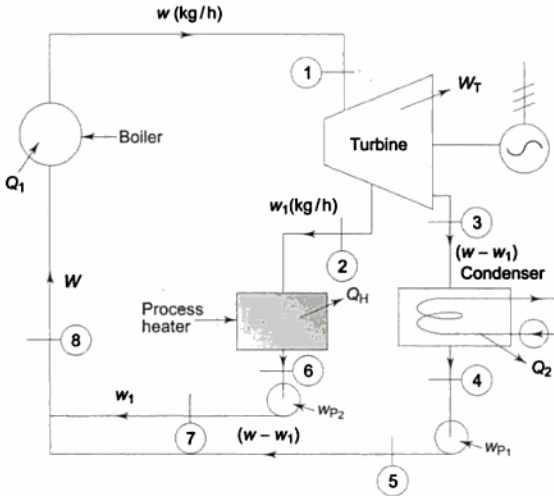 w (kg/h)
1
W_T
Boiler
Turbine
Q_1
w_1(kg/h)
3
2
(w – w_1)
Condenser
W
Process
heater
Q_H
8
6
Q_2
4
w_1
w_P2
7
(w – w_1)
w_P1
5